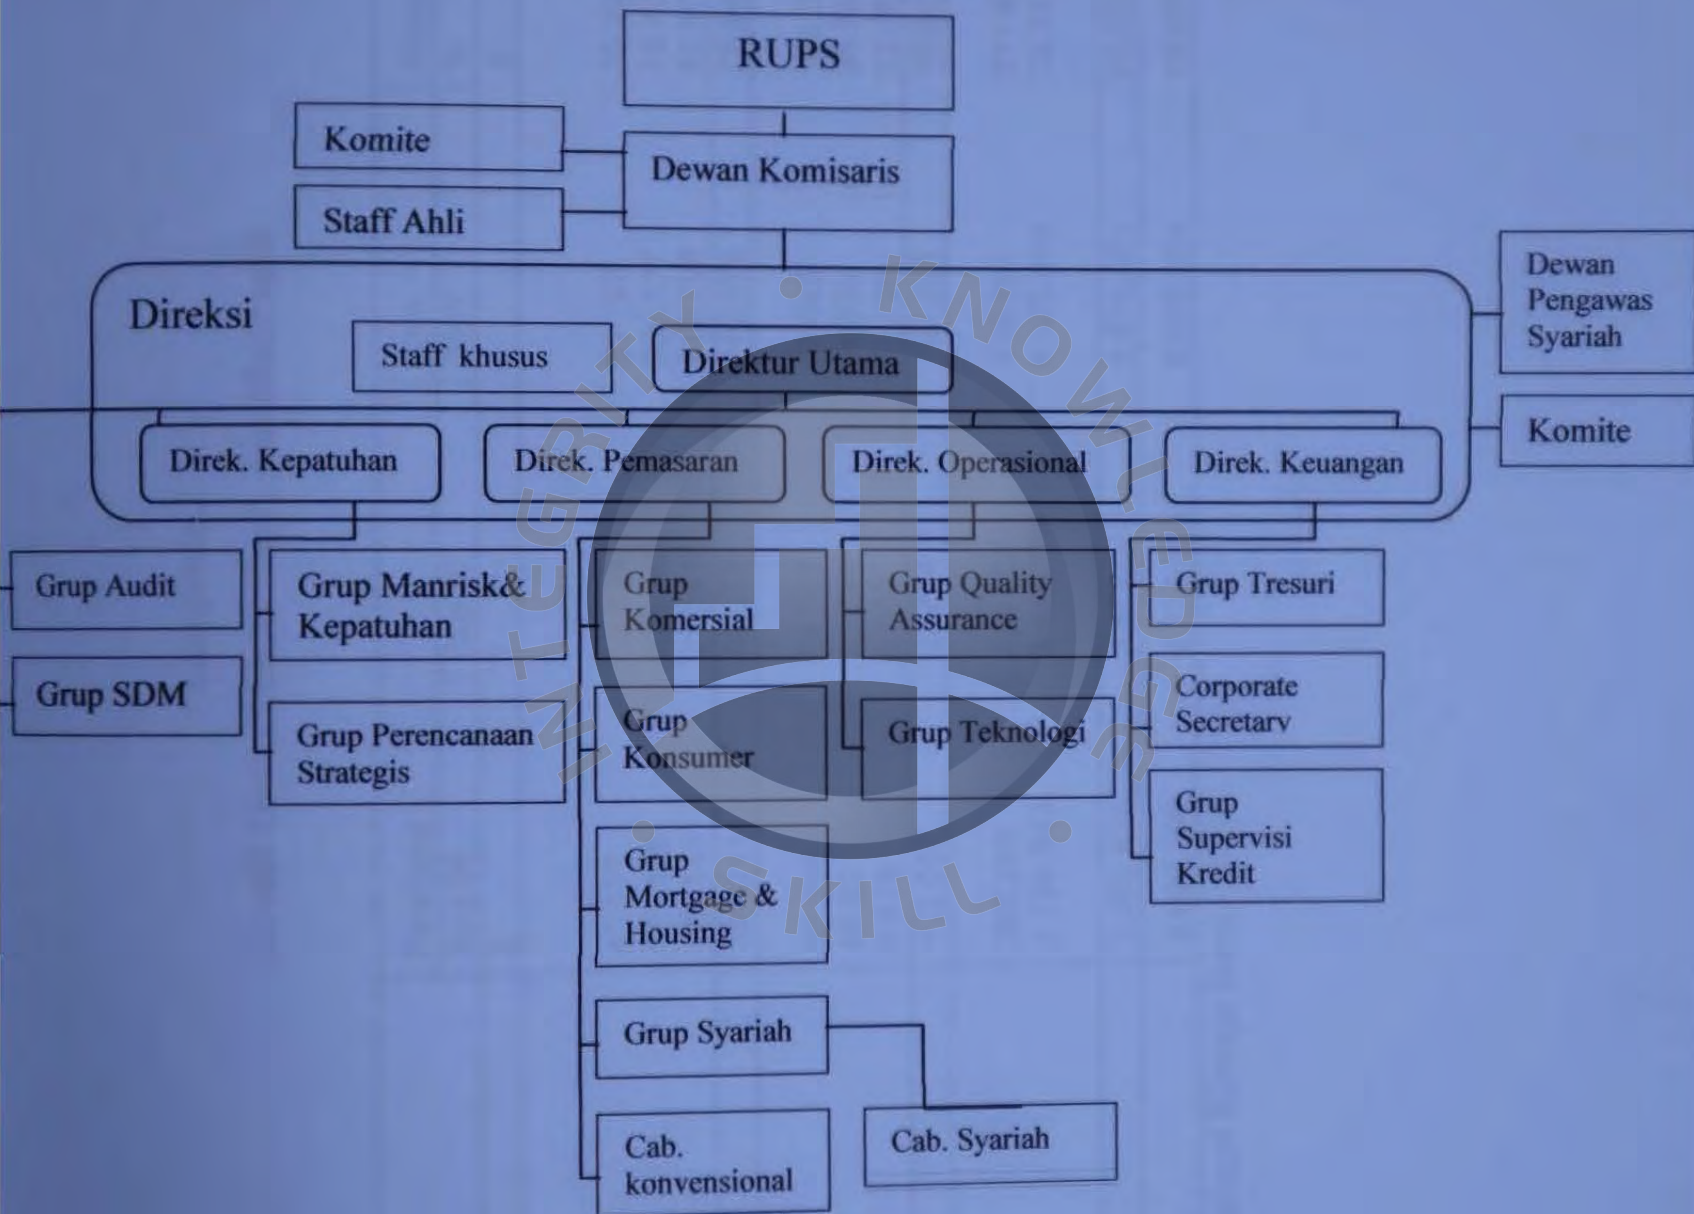 RUPS
Komite
Dewan Komisaris
Staff Ahli
Dewan
Pengawas
Syariah
Direksi
Staff khusus
Direktur Utama
Komite
Direk. Kepatuhan
Direk. Pemasaran
Direk. Operasional
Direk. Keuangan
Grup Audit
Grup SDM
Grup Manrisk&
Kepatuhan
Grup Perencanaan
Strategis
Grup
Komersial
Grup
Konsumer
Grup
Mortgage &
Housing
Grup Syariah
Cab.
konvensional
Cab. Syariah
Grup Quality
Assurance
Grup Teknologi
Grup Tresuri
Corporate
Secretary
Grup
Supervisi
Kredit
INTEGRITY • KNOWLEDGE • SKILL •